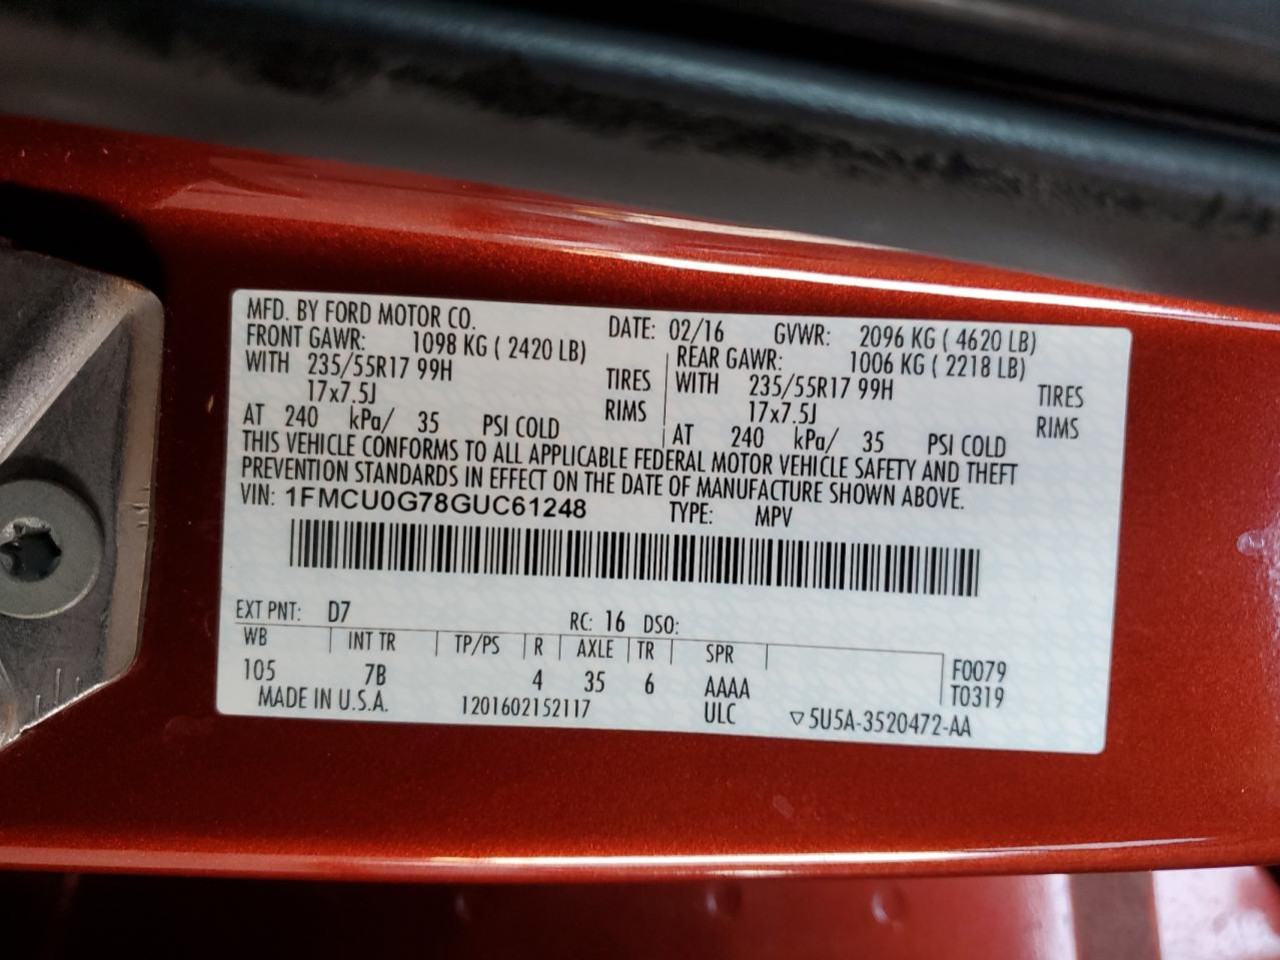 MFD. BY FORD MOTOR CO. DATE: 02/16 GVWR: 2096 KG ( 4620 LB)
FRONT GAWR: 1098 KG ( 2420 LB) REAR GAWR: 1006 KG ( 2218 LB)
WITH 235/55R17 99H TIRES WITH 235/55R17 99H TIRES
17x7.5J RIMS 17x7.5J RIMS
AT 240 kPa/ 35 PSI COLD AT 240 kPa/ 35 PSI COLD
THIS VEHICLE CONFORMS TO ALL APPLICABLE FEDERAL MOTOR VEHICLE SAFETY AND THEFT
PREVENTION STANDARDS IN EFFECT ON THE DATE OF MANUFACTURE SHOWN ABOVE.
VIN: 1FMCU0G78GUC61248 TYPE: MPV
EXT PNT: D7 RC: 16 DSO:
WB INT TR TP/PS R AXLE TR SPR F0079
105 7B 4 35 6 AAAA T0319
MADE IN U.S.A. 1201602152117 ULC ▽5U5A-3520472-AA